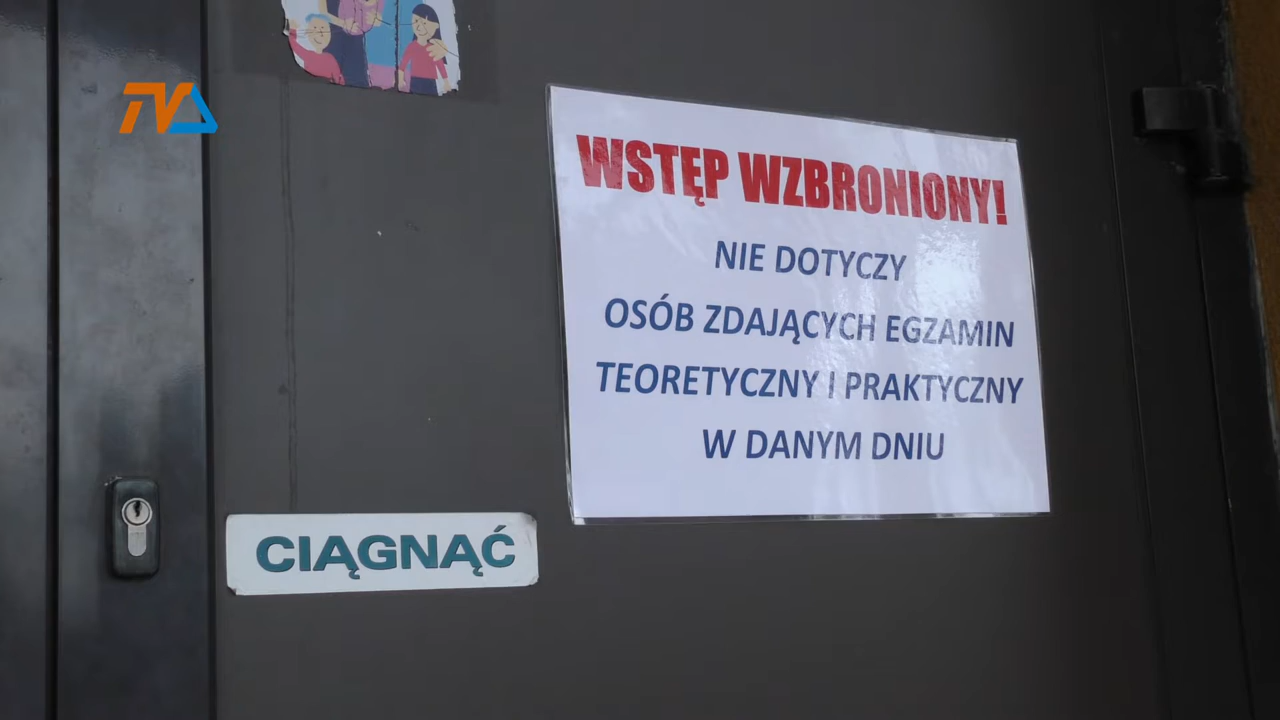 TVA
WSTĘP WZBRONIONY!
NIE DOTYCZY
OSÓB ZDAJĄCYCH EGZAMIN
TEORETYCZNY I PRAKTYCZNY
W DANYM DNIU
CIĄGNĄĆ